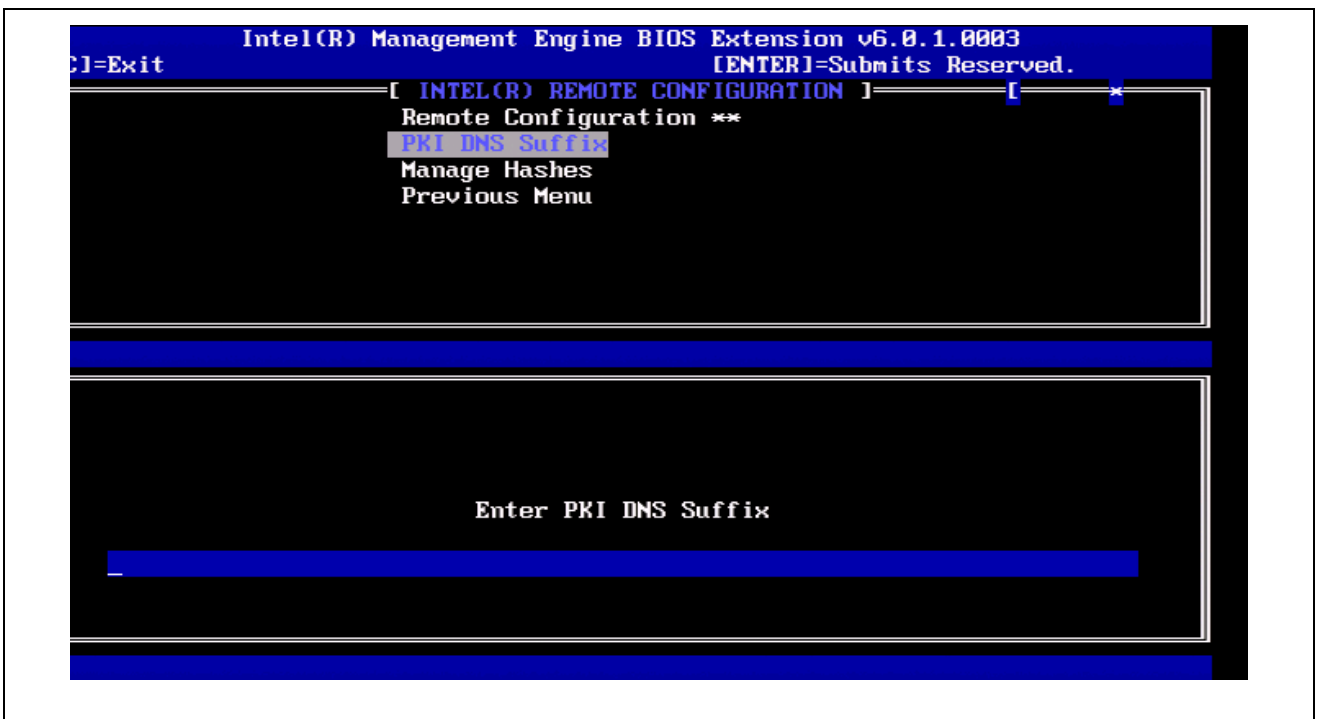 Intel(R) Management Engine BIOS Extension v6.0.1.0003
C]=Exit [ENTER]=Submits Reserved.
[ INTEL(R) REMOTE CONFIGURATION ] [ *
Remote Configuration **
PKI DNS Suffix
Manage Hashes
Previous Menu
Enter PKI DNS Suffix
_